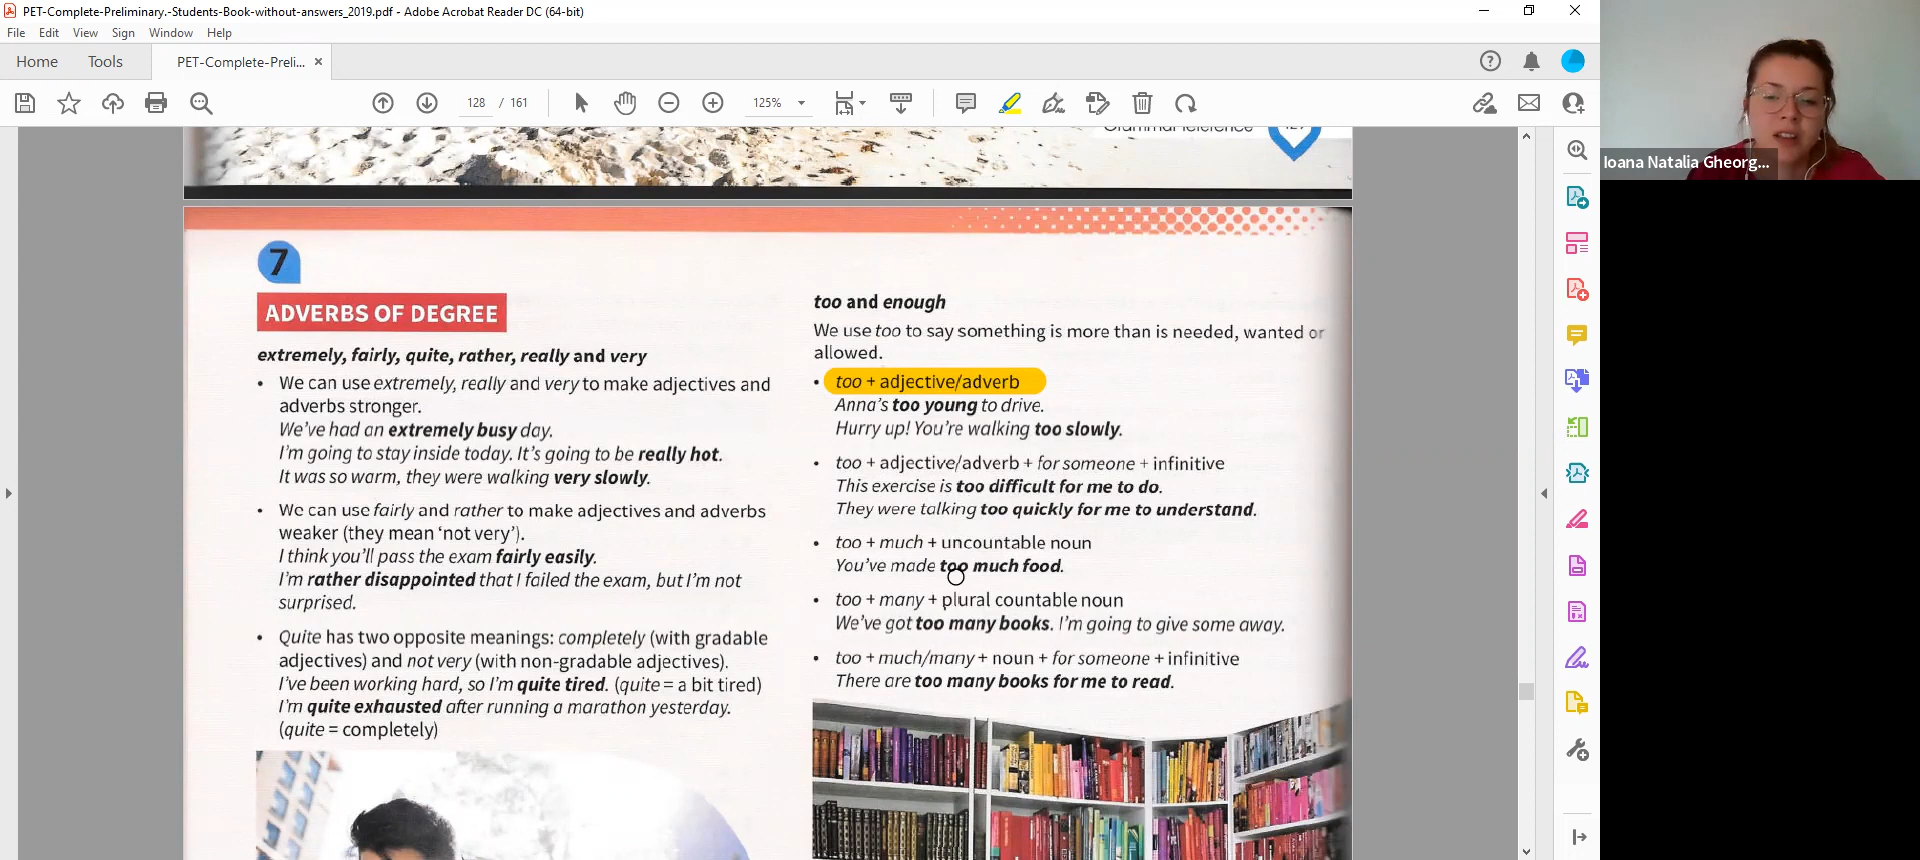 PET-Complete-Preliminary.-Students-Book-without-answers_2019.pdf - Adobe Acrobat Reader DC (64-bit)
File Edit View Sign Window Help
Home Tools PET-Complete-Preli... ×
128 / 161 125%
Grammar reference
Ioana Natalia Gheorg...
7
ADVERBS OF DEGREE
extremely, fairly, quite, rather, really and very
• We can use extremely, really and very to make adjectives and
adverbs stronger.
We've had an extremely busy day.
I'm going to stay inside today. It's going to be really hot.
It was so warm, they were walking very slowly.
• We can use fairly and rather to make adjectives and adverbs
weaker (they mean 'not very').
I think you'll pass the exam fairly easily.
I'm rather disappointed that I failed the exam, but I'm not
surprised.
• Quite has two opposite meanings: completely (with gradable
adjectives) and not very (with non-gradable adjectives).
I've been working hard, so I'm quite tired. (quite = a bit tired)
I'm quite exhausted after running a marathon yesterday.
(quite = completely)
too and enough
We use too to say something is more than is needed, wanted or
allowed.
• too + adjective/adverb
Anna's too young to drive.
Hurry up! You're walking too slowly.
• too + adjective/adverb + for someone + infinitive
This exercise is too difficult for me to do.
They were talking too quickly for me to understand.
• too + much + uncountable noun
You've made too much food.
• too + many + plural countable noun
We've got too many books. I'm going to give some away.
• too + much/many + noun + for someone + infinitive
There are too many books for me to read.